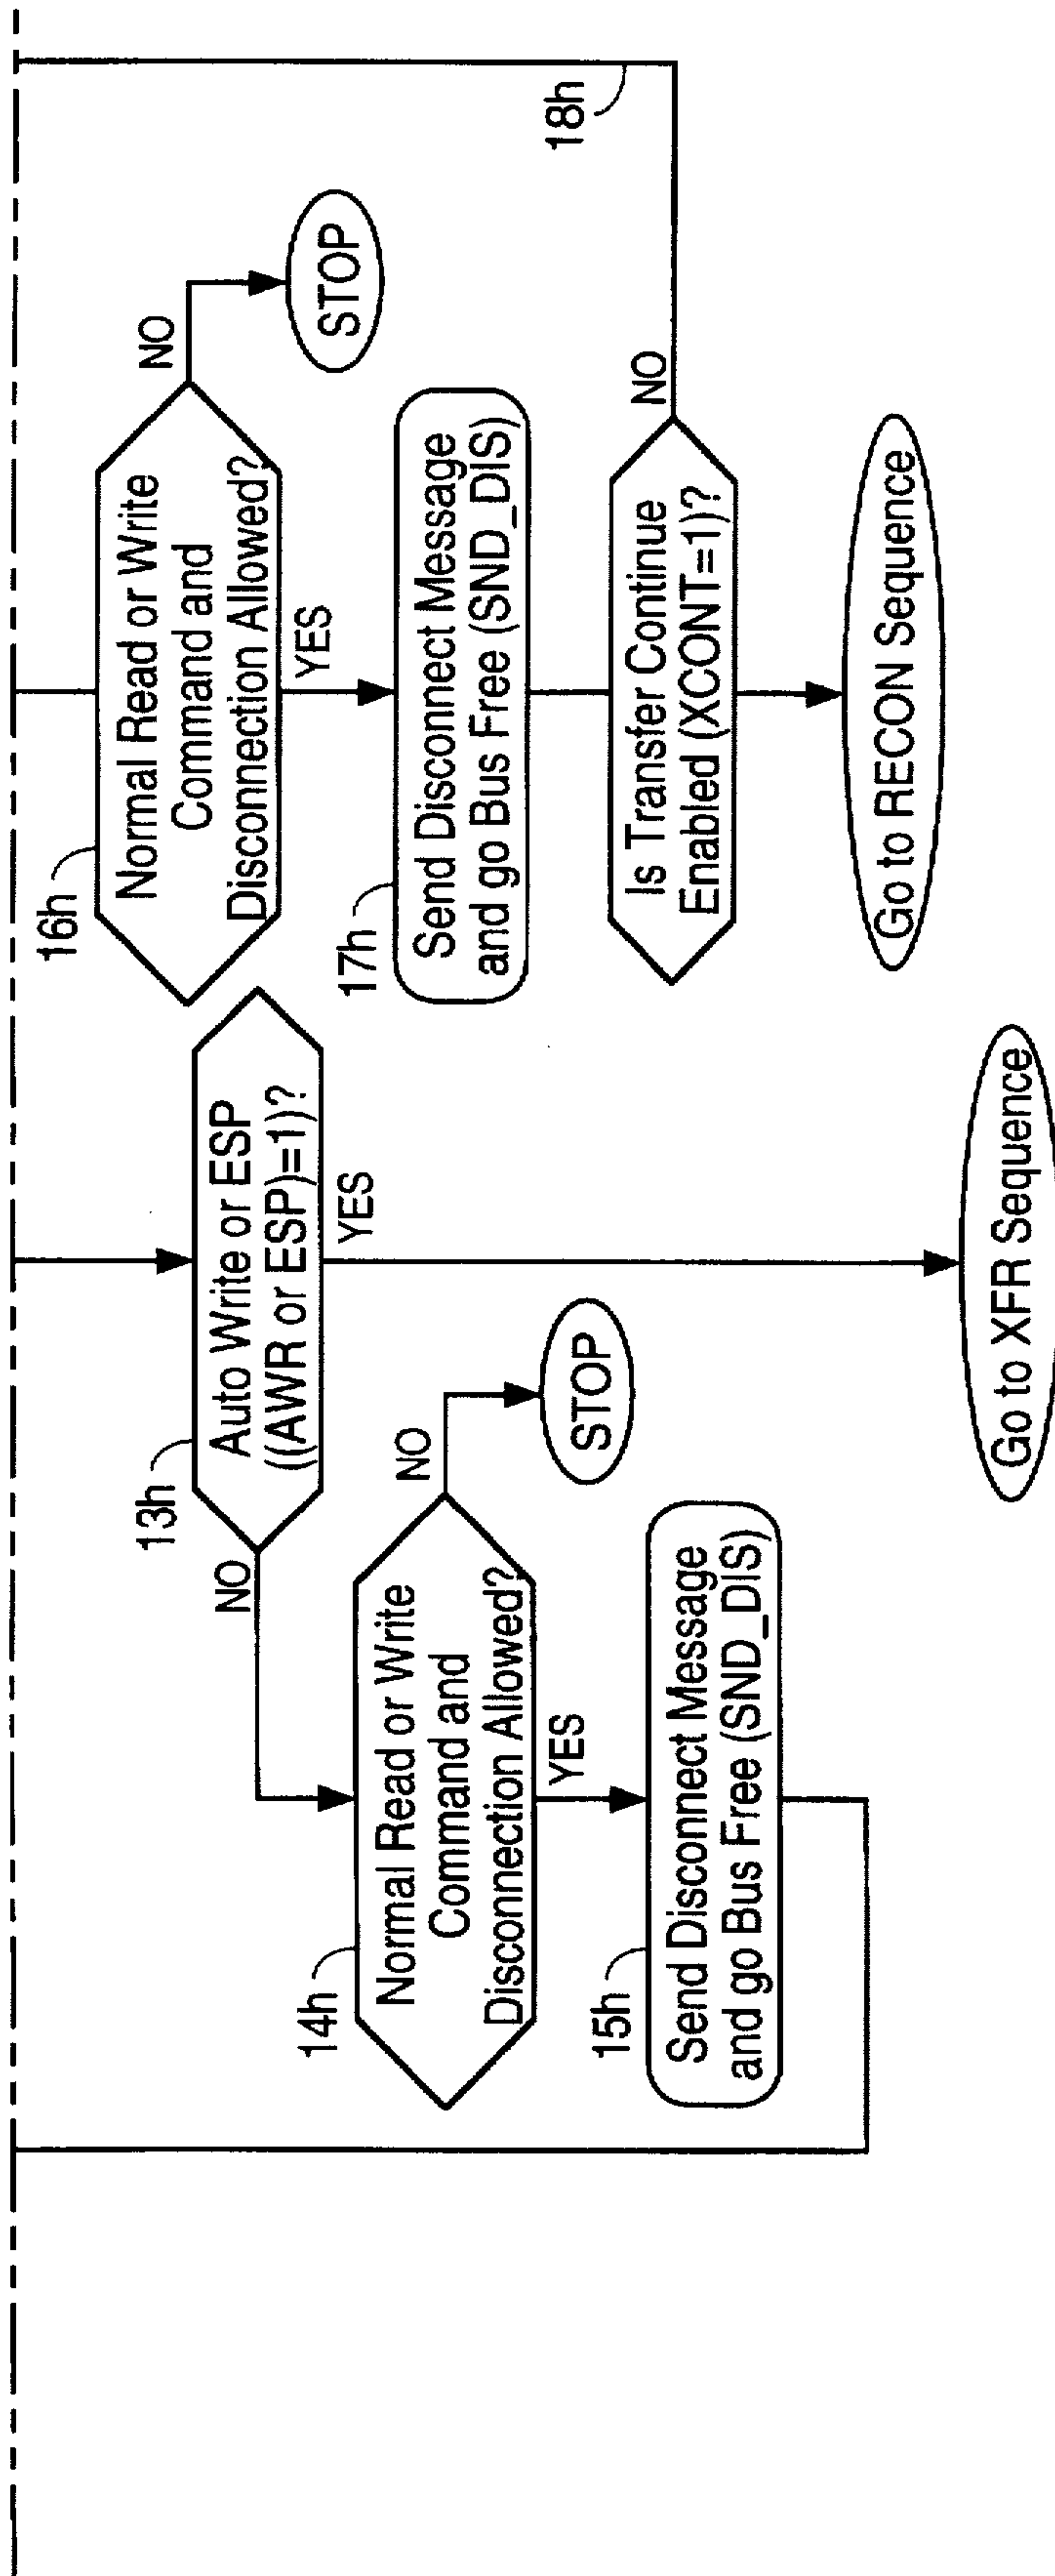 13h
Auto Write or ESP
((AWR or ESP)=1)?
NO
YES
14h
Normal Read or Write
Command and
Disconnection Allowed?
NO
STOP
YES
15h
Send Disconnect Message
and go Bus Free (SND_DIS)
Go to XFR Sequence
16h
Normal Read or Write
Command and
Disconnection Allowed?
NO
STOP
YES
17h
Send Disconnect Message
and go Bus Free (SND_DIS)
Is Transfer Continue
Enabled (XCONT=1)?
NO
18h
Go to RECON Sequence